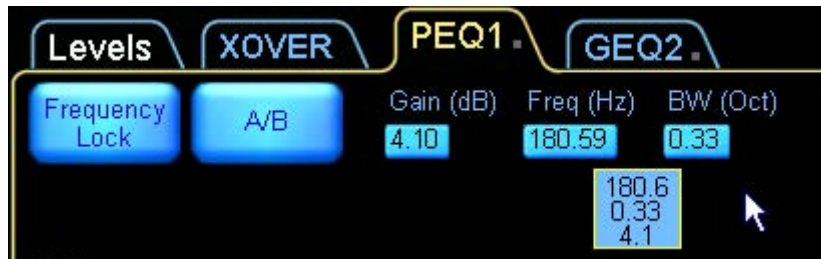 Levels XOVER PEQ1 GEQ2
Frequency Lock A/B Gain (dB) Freq (Hz) BW (Oct)
4.10 180.59 0.33
180.6
0.33
4.1